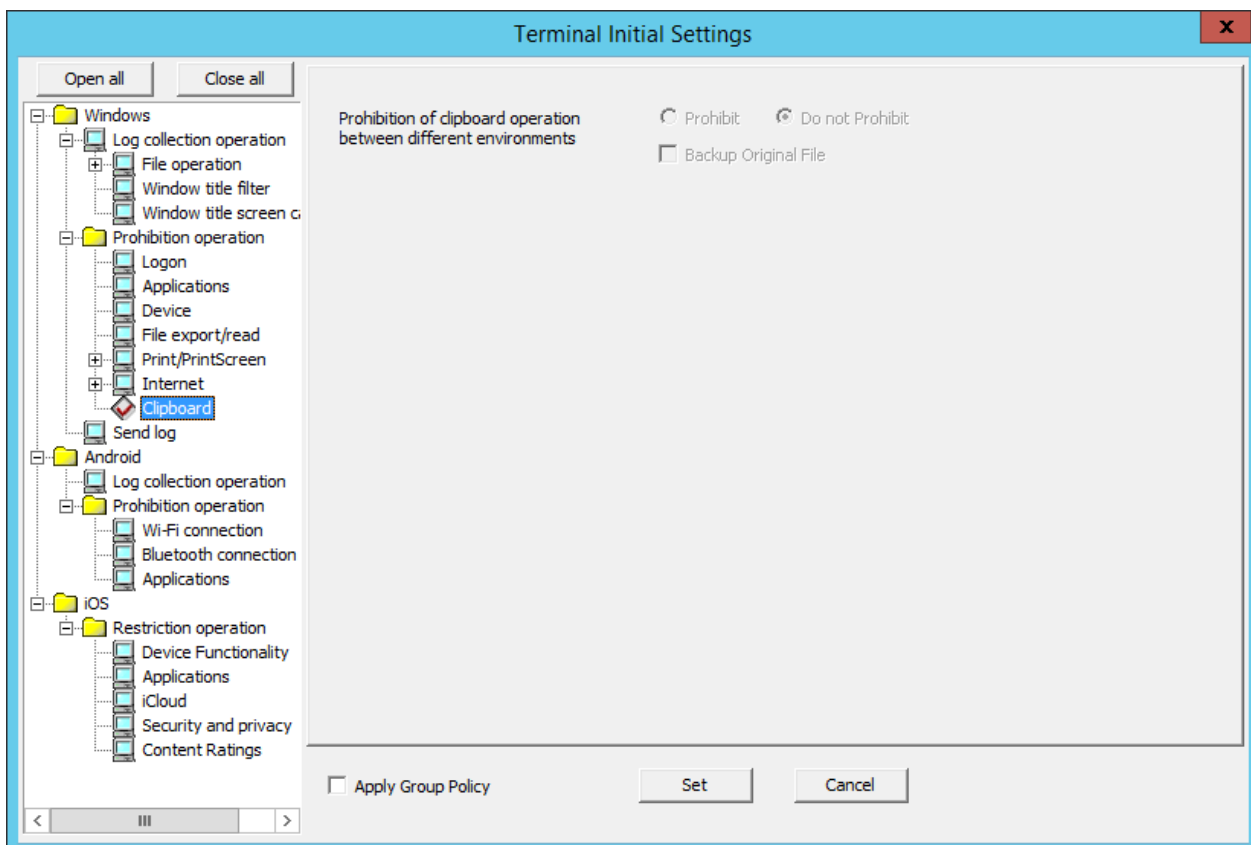 Terminal Initial Settings
x
Open all Close all
Windows
Log collection operation
File operation
Window title filter
Window title screen ca
Prohibition operation
Logon
Applications
Device
File export/read
Print/PrintScreen
Internet
Clipboard
Send log
Android
Log collection operation
Prohibition operation
Wi-Fi connection
Bluetooth connection
Applications
iOS
Restriction operation
Device Functionality
Applications
iCloud
Security and privacy
Content Ratings
Prohibition of clipboard operation
between different environments
Prohibit Do not Prohibit
Backup Original File
Apply Group Policy Set Cancel